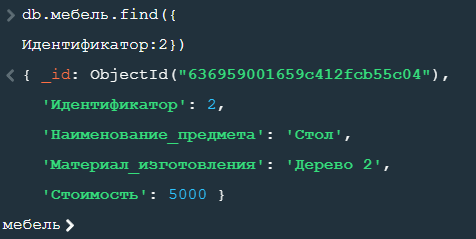 db.мебель.find({
Идентификатор:2})
{ _id: ObjectId("636959001659c412fcb55c04"),
'Идентификатор': 2,
'Наименование_предмета': 'Стол',
'Материал_изготовления': 'Дерево 2',
'Стоимость': 5000 }
мебель